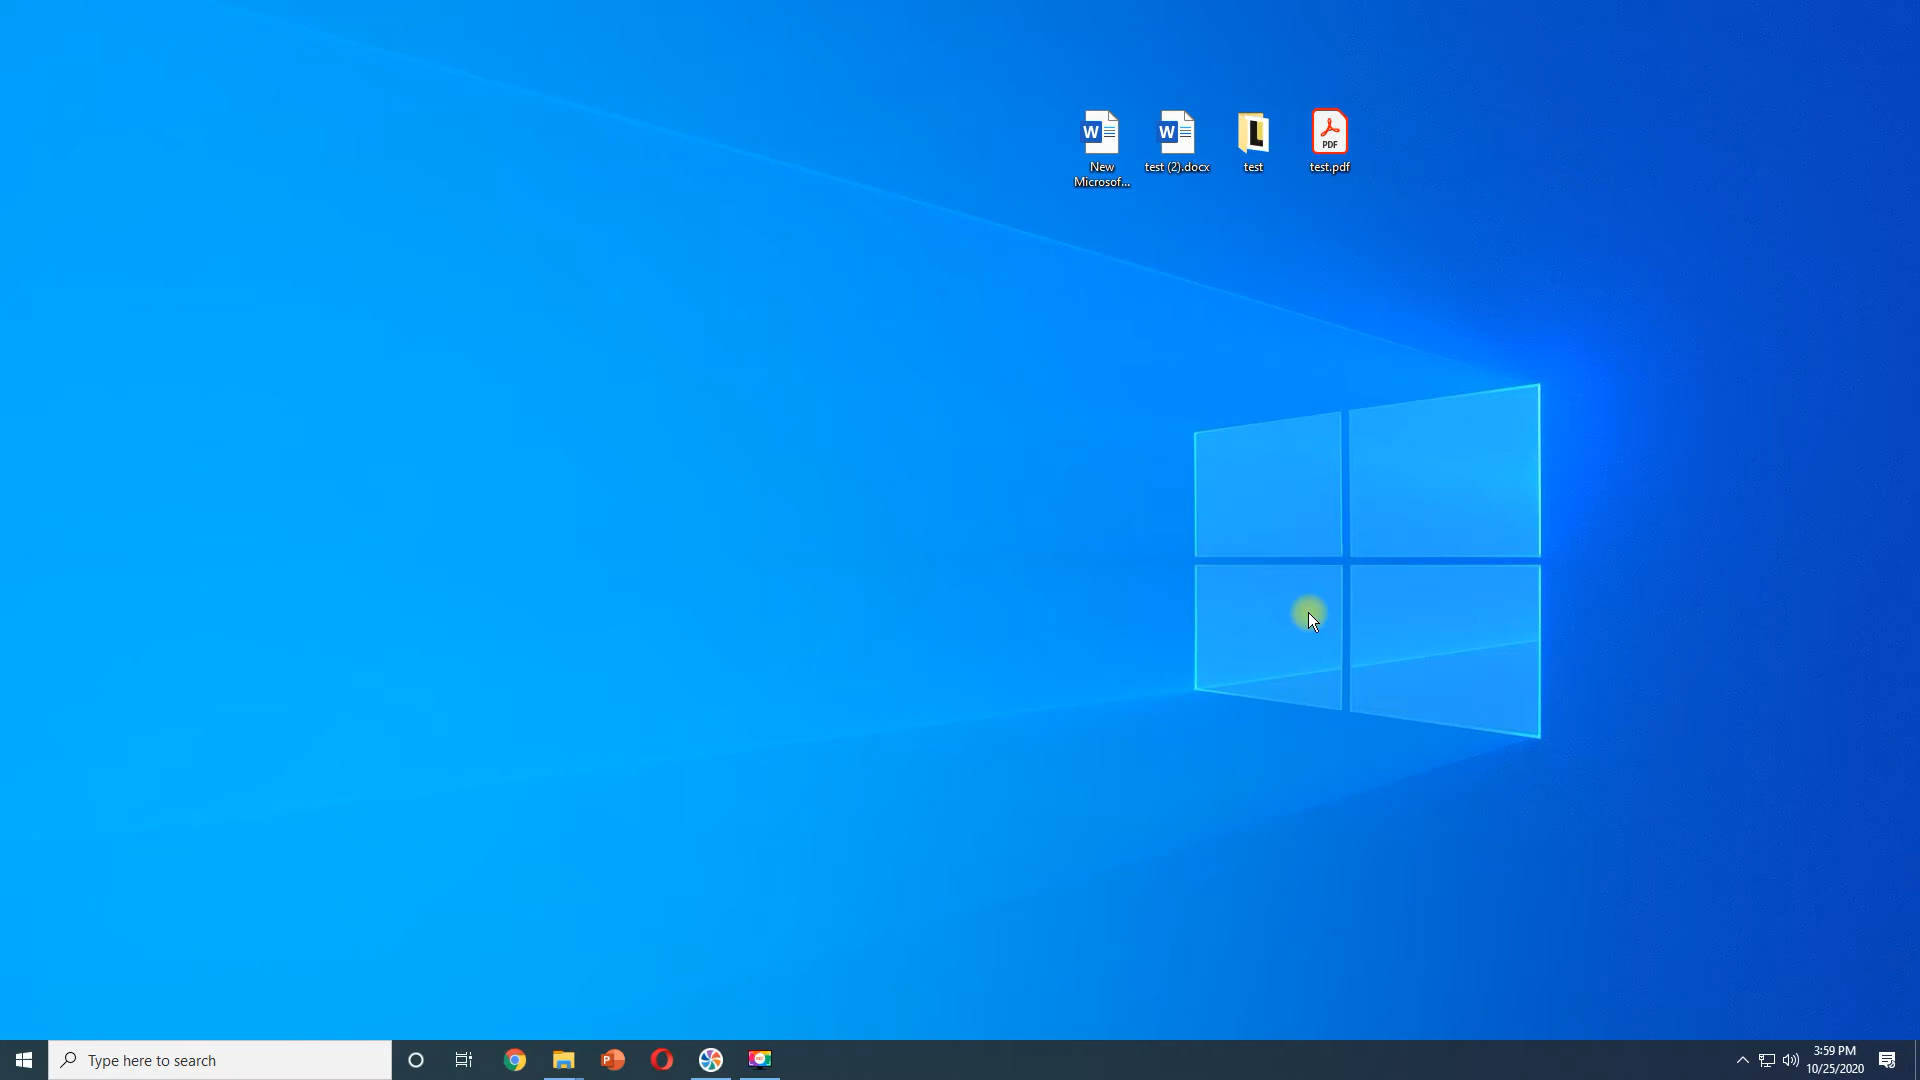 New
Microsof...
test (2).docx
test
PDF
test.pdf
Type here to search
3:59 PM
10/25/2020